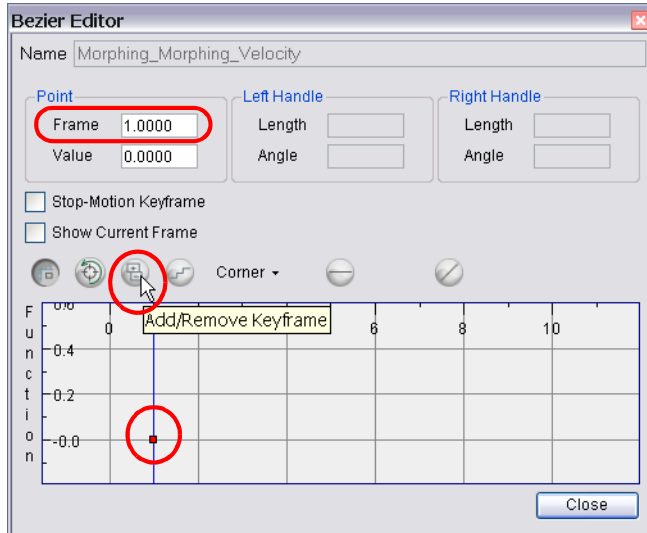 Bezier Editor
Name Morphing_Morphing_Velocity
Point Left Handle Right Handle
Frame 1.0000 Length Length
Value 0.0000 Angle Angle
Stop-Motion Keyframe
Show Current Frame
Corner
Add/Remove Keyframe
Function
0 6 8 10
0.4
0.2
-0.0
Close